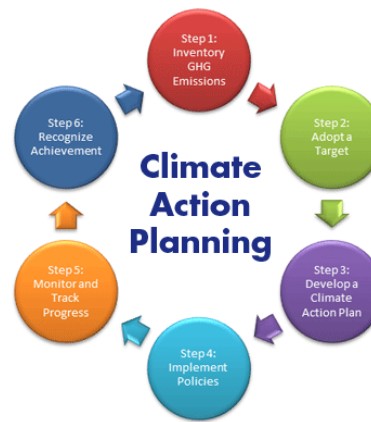 Step 1:
Inventory
GHG
Emissions
Step 2:
Adopt a
Target
Step 3:
Develop a
Climate
Action Plan
Step 4:
Implement
Policies
Step 5:
Monitor and
Track
Progress
Step 6:
Recognize
Achievement
Climate
Action
Planning